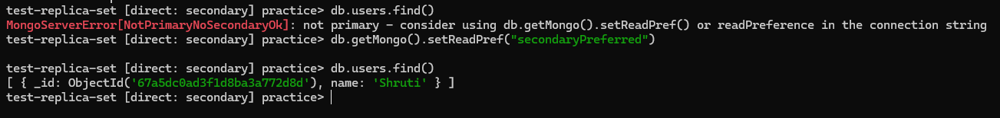 test-replica-set [direct: secondary] practice> db.users.find()
MongoServerError[NotPrimaryNoSecondaryOk]: not primary - consider using db.getMongo().setReadPref() or readPreference in the connection string
test-replica-set [direct: secondary] practice> db.getMongo().setReadPref("secondaryPreferred")
test-replica-set [direct: secondary] practice> db.users.find()
[ { _id: ObjectId('67a5dc0ad3f1d8ba3a772d8d'), name: 'Shruti' } ]
test-replica-set [direct: secondary] practice>